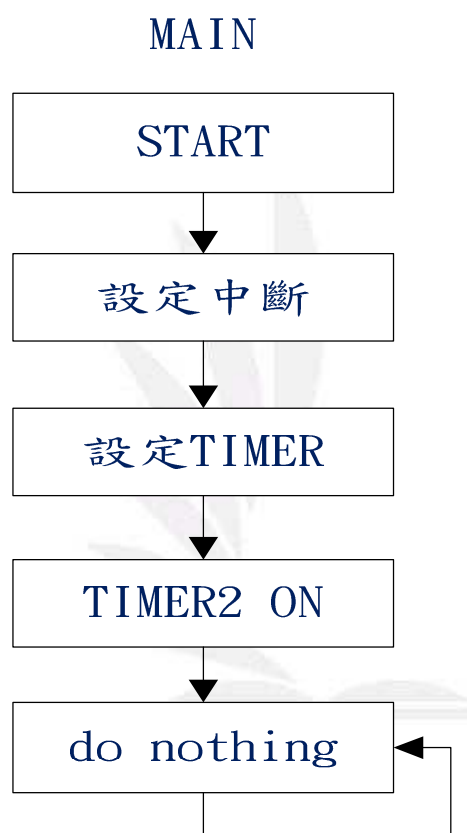 MAIN
START
設定中斷
設定TIMER
TIMER2 ON
do nothing